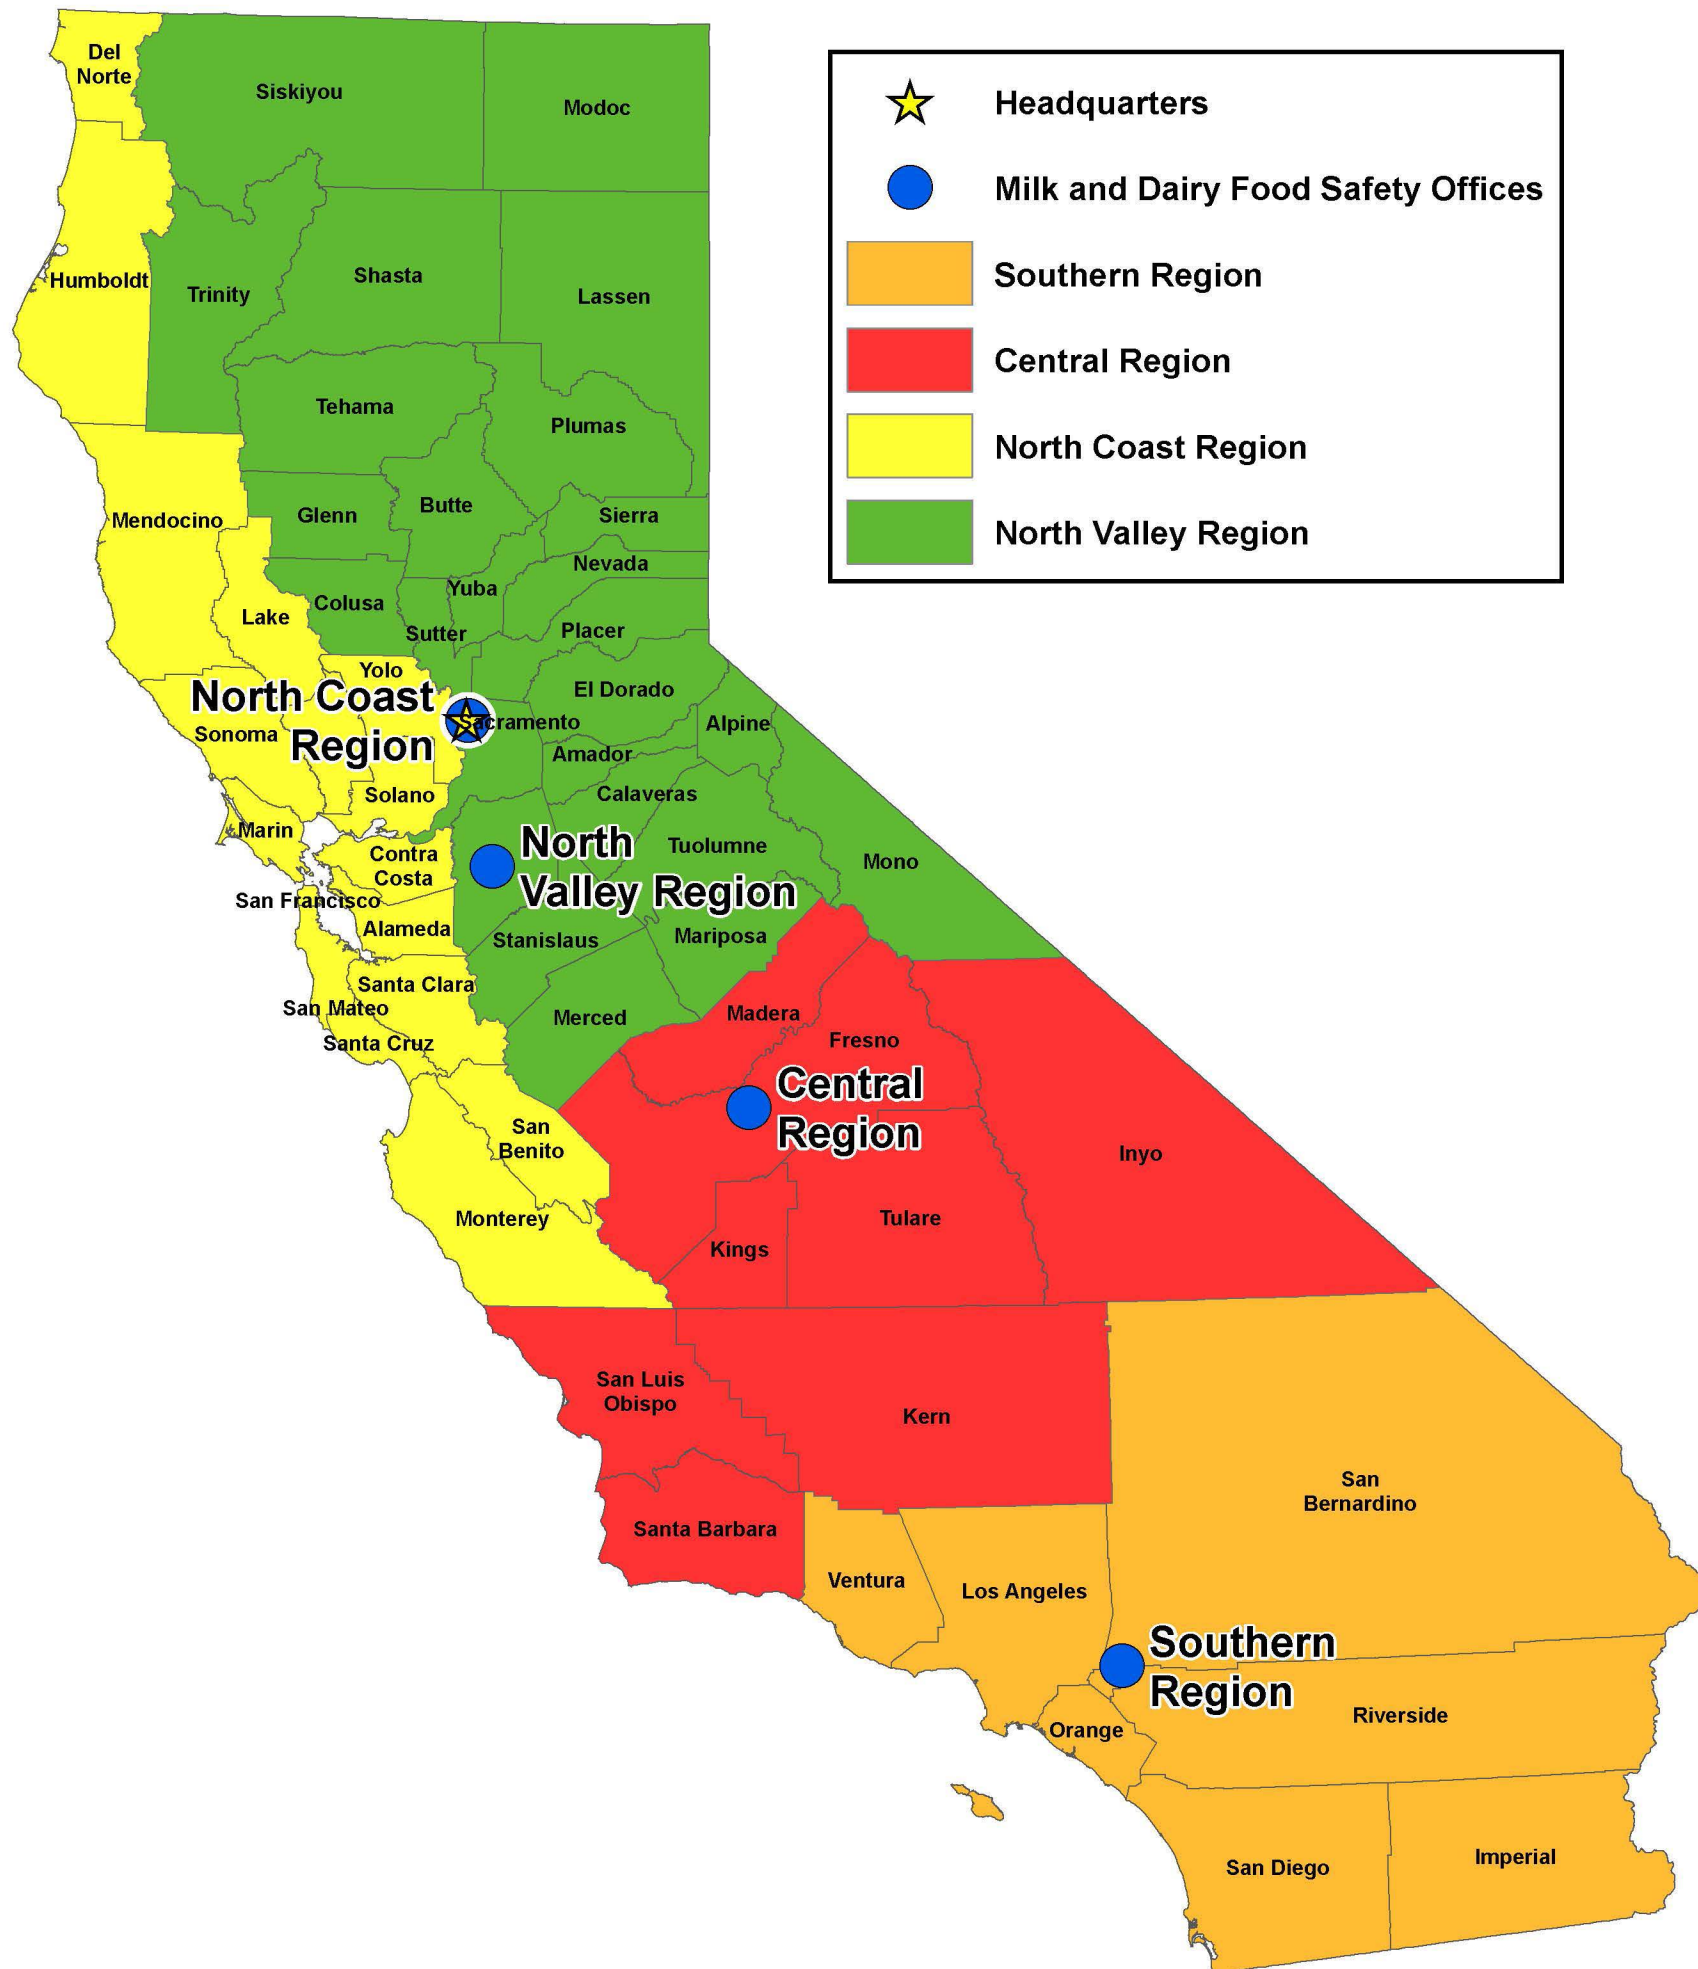 Headquarters
Milk and Dairy Food Safety Offices
Southern Region
Central Region
North Coast Region
North Valley Region
Del
Norte
Siskiyou
Modoc
Humboldt
Trinity
Shasta
Lassen
Tehama
Plumas
Mendocino
Glenn
Butte
Sierra
Nevada
Yuba
Colusa
Lake
Sutter
Placer
Yolo
El Dorado
North Coast
Region
Sonoma
Sacramento
Alpine
Amador
Solano
Calaveras
Marin
Contra
Costa
North
Valley Region
Tuolumne
Mono
San Francisco
Alameda
Stanislaus
Mariposa
Santa Clara
San Mateo
Merced
Madera
Santa Cruz
Fresno
Central
Region
San
Benito
Inyo
Monterey
Tulare
Kings
San Luis
Obispo
Kern
San
Bernardino
Santa Barbara
Ventura
Los Angeles
Southern
Region
Orange
Riverside
San Diego
Imperial